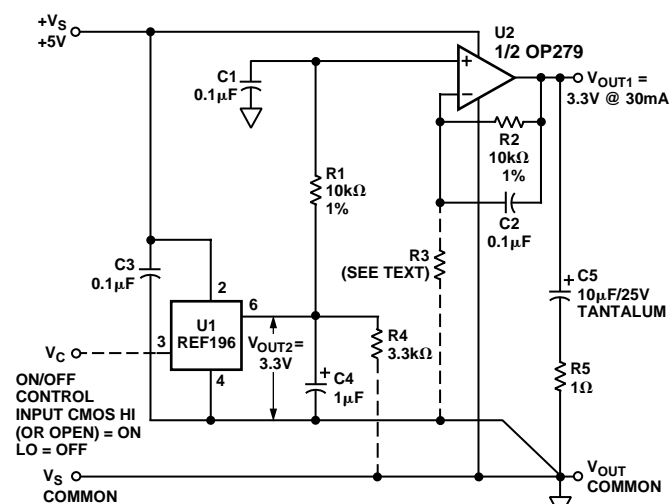 +VS
+5V
U2
1/2 OP279
+
−
C1
0.1µF
VOUT1 =
3.3V @ 30mA
R2
10kΩ
1%
R1
10kΩ
1%
C2
0.1µF
C3
0.1µF
R3
(SEE TEXT)
+
C5
10µF/25V
TANTALUM
2
6
U1
REF196
3
4
VOUT2 =
3.3V
R4
3.3kΩ
+
C4
1µF
R5
1Ω
VC
ON/OFF
CONTROL
INPUT CMOS HI
(OR OPEN) = ON
LO = OFF
VS
COMMON
VOUT
COMMON